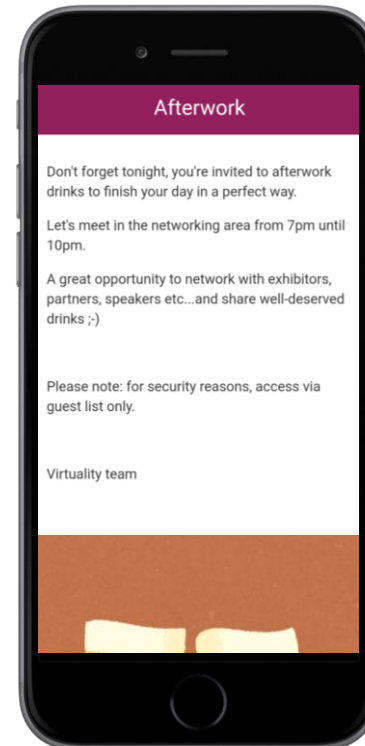 Afterwork
Don't forget tonight, you're invited to afterwork
drinks to finish your day in a perfect way.
Let's meet in the networking area from 7pm until
10pm.
A great opportunity to network with exhibitors,
partners, speakers etc...and share well-deserved
drinks ;-)
Please note: for security reasons, access via
guest list only.
Virtuality team